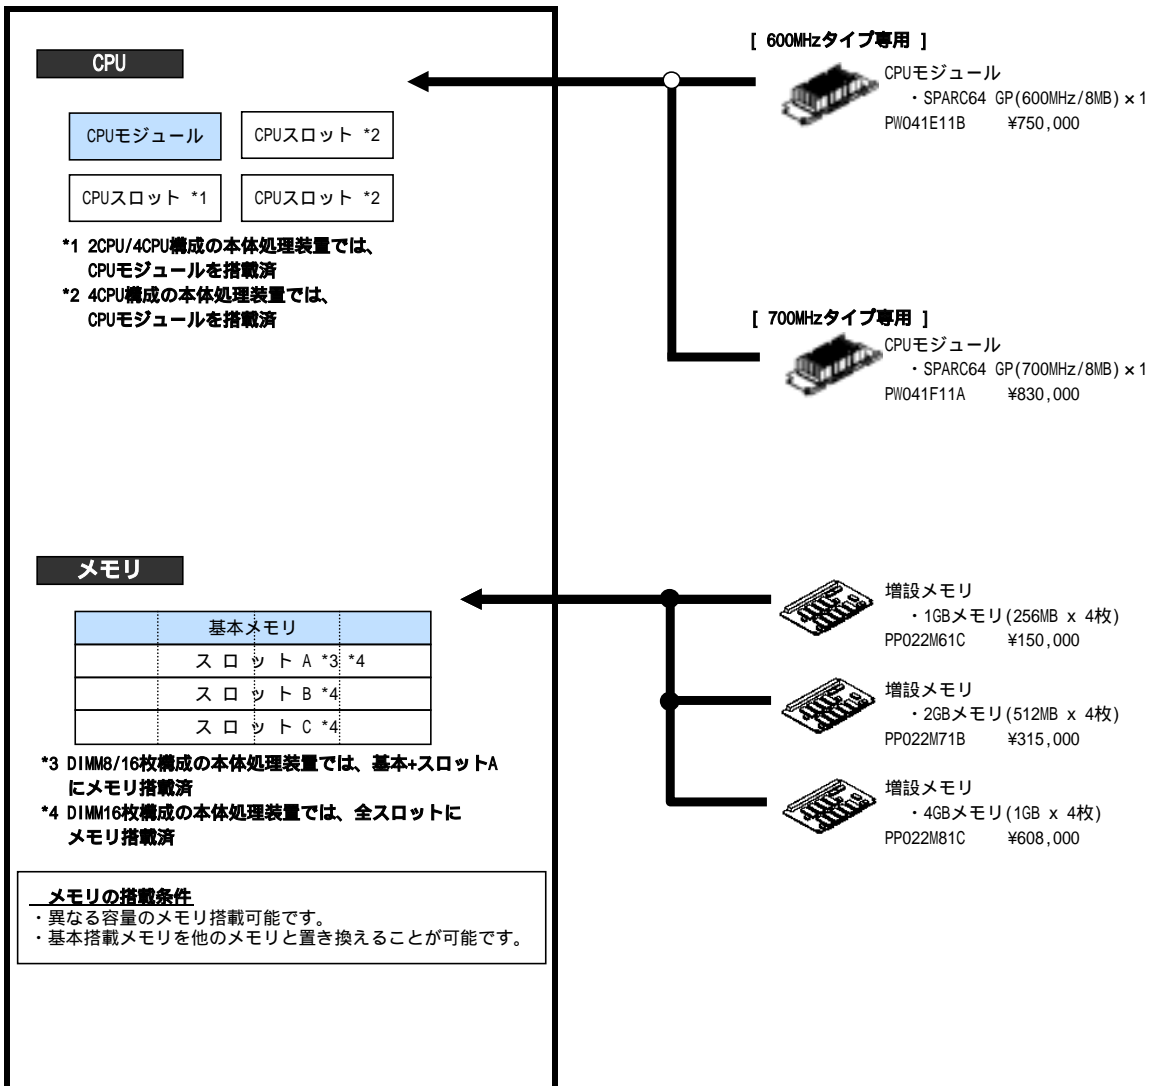 CPU
CPUモジュール
CPUスロット *2
CPUスロット *1
CPUスロット *2
*1 2CPU/4CPU構成の本体処理装置では、
CPUモジュールを搭載済
*2 4CPU構成の本体処理装置では、
CPUモジュールを搭載済
[ 600MHzタイプ専用 ]
CPUモジュール
・SPARC64 GP(600MHz/8MB)×1
PW041E11B ¥750,000
[ 700MHzタイプ専用 ]
CPUモジュール
・SPARC64 GP(700MHz/8MB)×1
PW041F11A ¥830,000
メモリ
基本メモリ
スロットA *3 *4
スロットB *4
スロットC *4
*3 DIMM8/16枚構成の本体処理装置では、基本+スロットA
にメモリ搭載済
*4 DIMM16枚構成の本体処理装置では、全スロットに
メモリ搭載済
メモリの搭載条件
・異なる容量のメモリ搭載可能です。
・基本搭載メモリを他のメモリと置き換えることが可能です。
増設メモリ
・1GBメモリ(256MB x 4枚)
PP022M61C ¥150,000
増設メモリ
・2GBメモリ(512MB x 4枚)
PP022M71B ¥315,000
増設メモリ
・4GBメモリ(1GB x 4枚)
PP022M81C ¥608,000